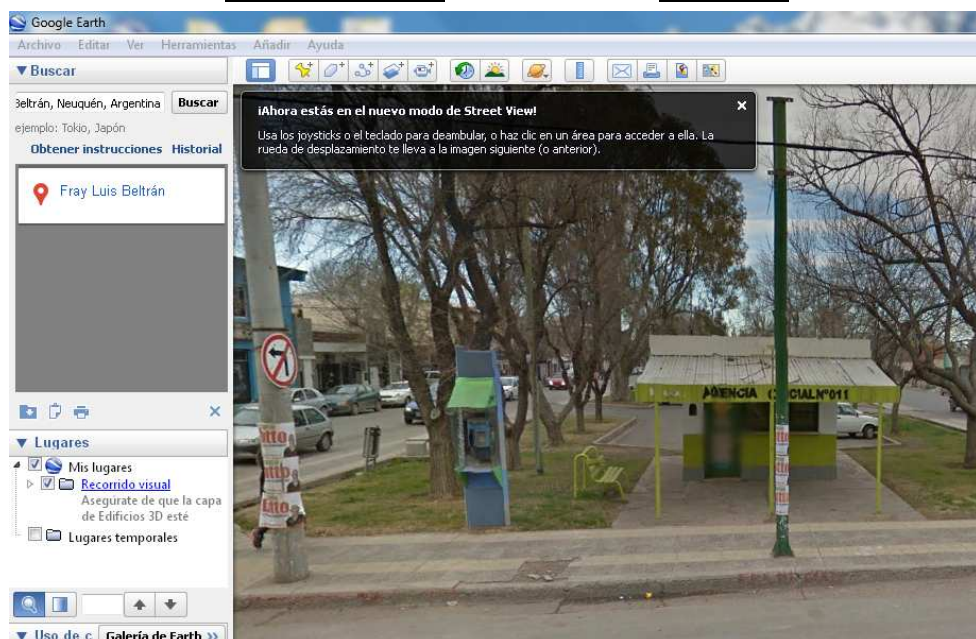 Google Earth
Archivo Editar Ver Herramientas Añadir Ayuda
▼ Buscar
Beltrán, Neuquén, Argentina Buscar
ejemplo: Tokio, Japón
Obtener instrucciones Historial
Fray Luis Beltrán
¡Ahora estás en el nuevo modo de Street View!
Usa los joysticks o el teclado para deambular, o haz clic en un área para acceder a ella. La
rueda de desplazamiento te lleva a la imagen siguiente (o anterior).
AGENCIA OFICIAL Nº011
▼ Lugares
Mis lugares
Recorrido visual
Asegúrate de que la capa
de Edificios 3D esté
Lugares temporales
▼ Uso de c Galería de Earth >>